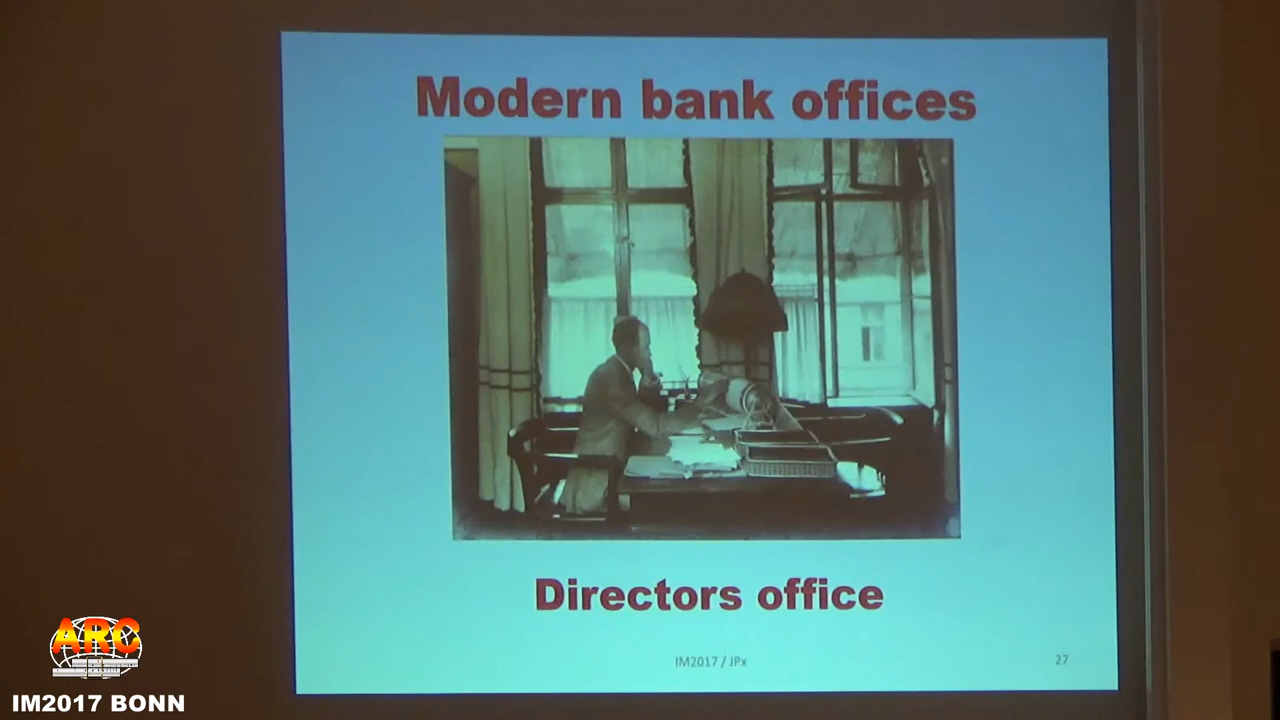 Modern bank offices
Directors office
IM2017 / JPx
27
ARC
IM2017 BONN